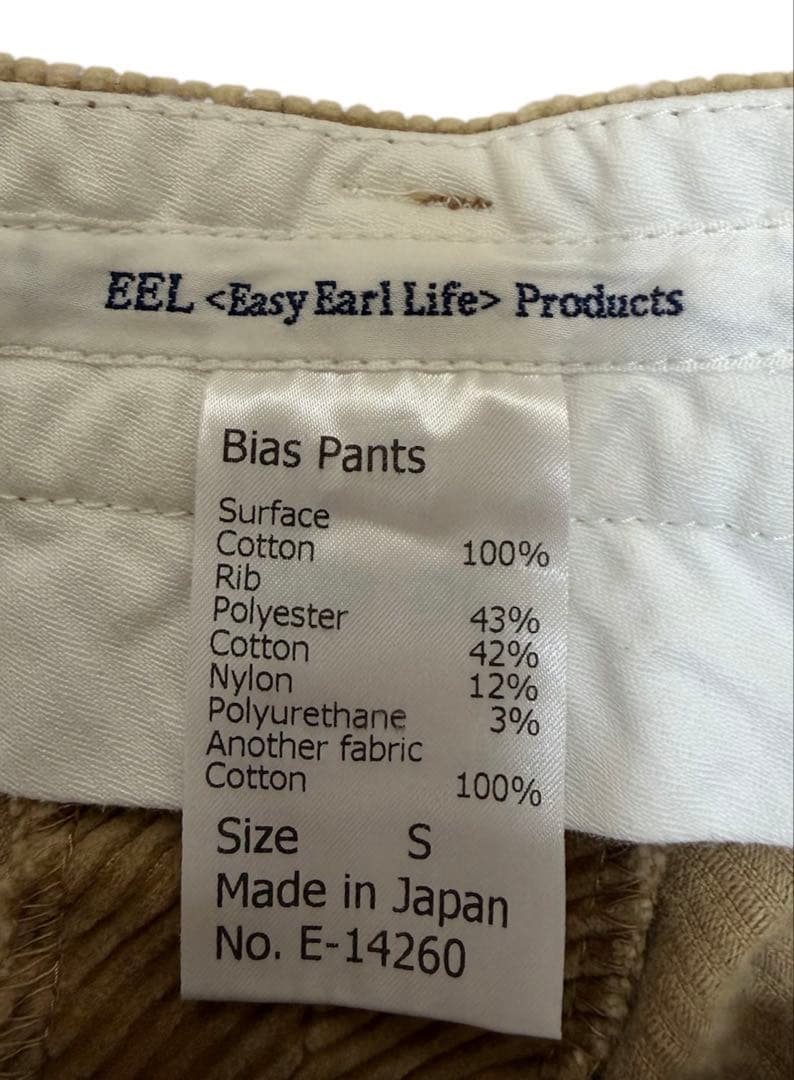 EEL <Easy Earl Life> Products
Bias Pants
Surface
Cotton 100%
Rib
Polyester 43%
Cotton 42%
Nylon 12%
Polyurethane 3%
Another fabric
Cotton 100%
Size S
Made in Japan
No. E-14260